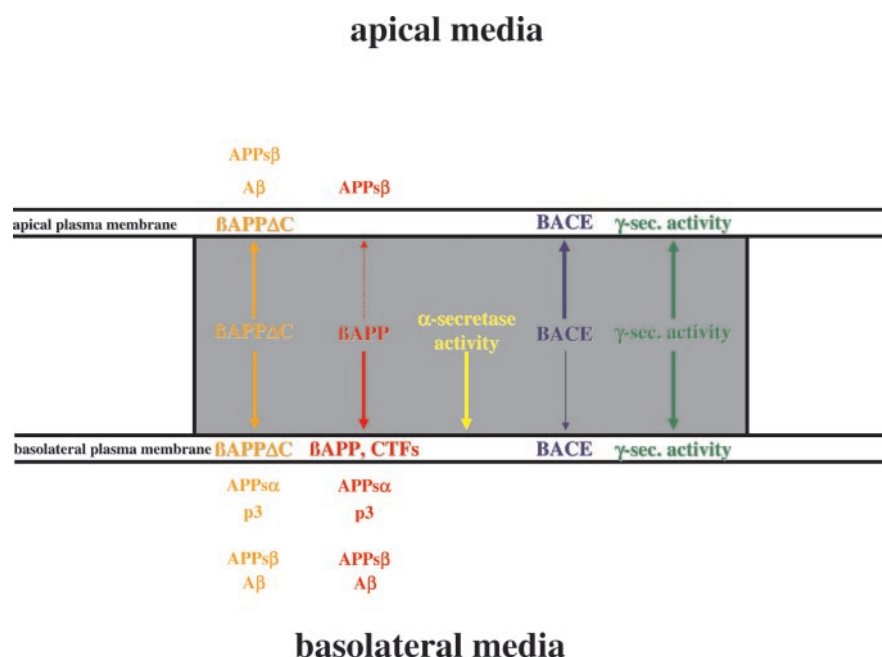 apical media
APPsβ
Aβ APPsβ
apical plasma membrane ßAPPΔC BACE γ-sec. activity
ßAPPΔC ßAPP α-secretase activity BACE γ-sec. activity
basolateral plasma membrane ßAPPΔC ßAPP, CTFs BACE γ-sec. activity
APPsα APPsα
p3 p3
APPsβ APPsβ
Aβ Aβ
basolateral media